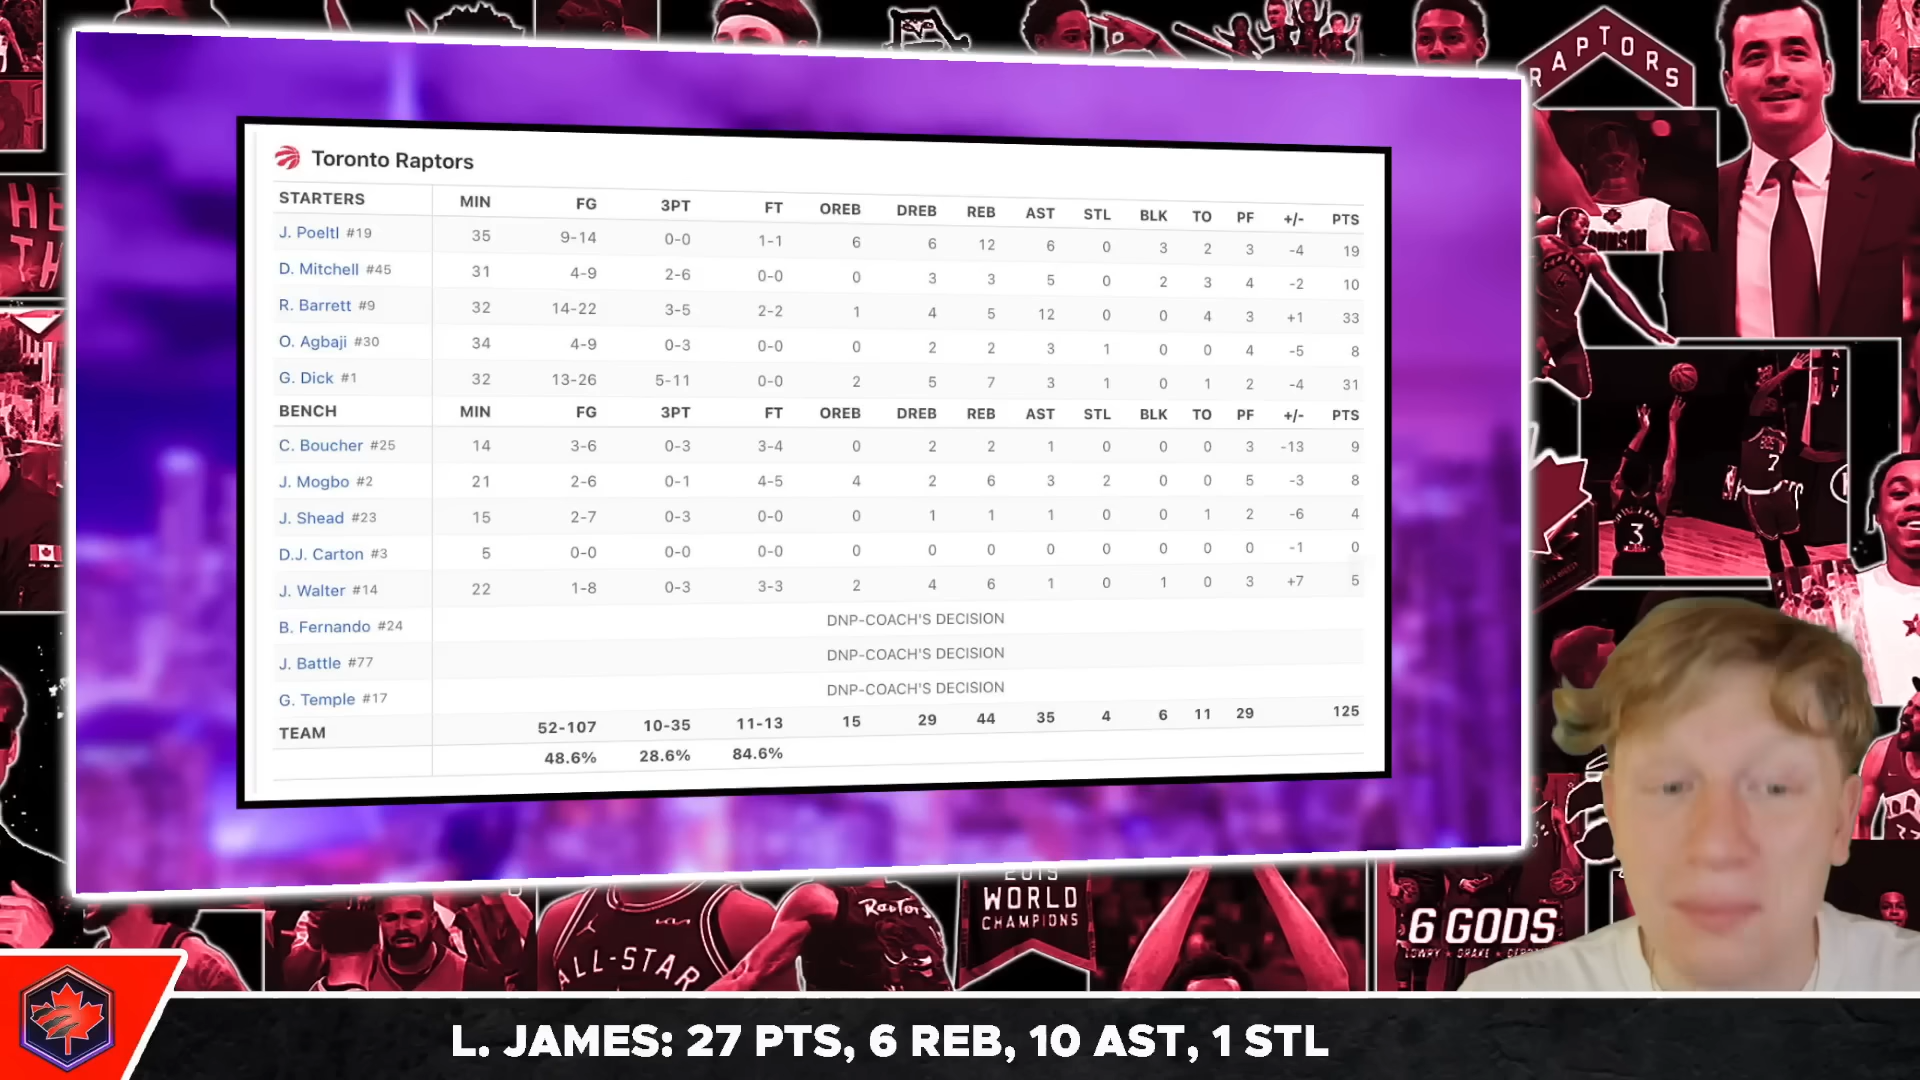 RAPTORS
Toronto Raptors
STARTERS MIN FG 3PT FT OREB DREB REB AST STL BLK TO PF +/- PTS
J. Poeltl #19 35 9-14 0-0 1-1 6 6 12 6 0 3 2 3 -4 19
D. Mitchell #45 31 4-9 2-6 0-0 0 3 3 5 0 2 3 4 -2 10
R. Barrett #9 32 14-22 3-5 2-2 1 4 5 12 0 0 4 3 +1 33
O. Agbaji #30 34 4-9 0-3 0-0 0 2 2 3 1 0 0 4 -5 8
G. Dick #1 32 13-26 5-11 0-0 2 5 7 3 1 0 1 2 -4 31
BENCH MIN FG 3PT FT OREB DREB REB AST STL BLK TO PF +/- PTS
C. Boucher #25 14 3-6 0-3 3-4 0 2 2 1 0 0 0 3 -13 9
J. Mogbo #2 21 2-6 0-1 4-5 4 2 6 3 2 0 0 5 -3 8
J. Shead #23 15 2-7 0-3 0-0 0 1 1 1 0 0 1 2 -6 4
D.J. Carton #3 5 0-0 0-0 0-0 0 0 0 0 0 0 0 0 -1 0
J. Walter #14 22 1-8 0-3 3-3 2 4 6 1 0 1 0 3 +7 5
B. Fernando #24 DNP-COACH'S DECISION
J. Battle #77 DNP-COACH'S DECISION
G. Temple #17 DNP-COACH'S DECISION
TEAM 52-107 10-35 11-13 15 29 44 35 4 6 11 29 125
48.6% 28.6% 84.6%
7
3
2019
WORLD
CHAMPIONS
Raptors
ALL-STAR
6 GODS
L. JAMES: 27 PTS, 6 REB, 10 AST, 1 STL